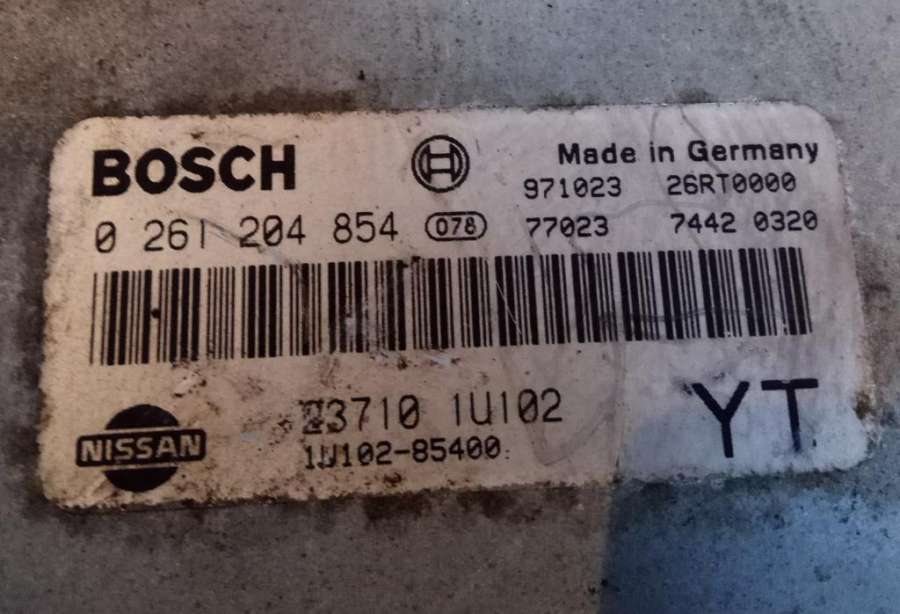 BOSCH Made in Germany
971023 26RT0000
0 261 204 854 078 77023 7442 0320
NISSAN 23710 1U102 YT
1U102-85400